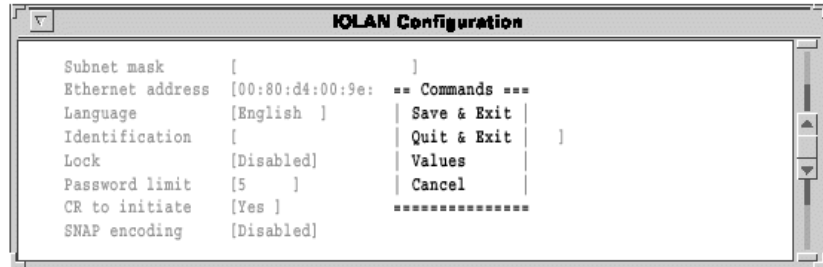 IOLAN Configuration
Subnet mask [ ]
Ethernet address [00:80:d4:00:9e: == Commands ===
Language [English ] | Save & Exit |
Identification [ | Quit & Exit | ]
Lock [Disabled] | Values |
Password limit [5 ] | Cancel |
CR to initiate [Yes ] ===============
SNAP encoding [Disabled]